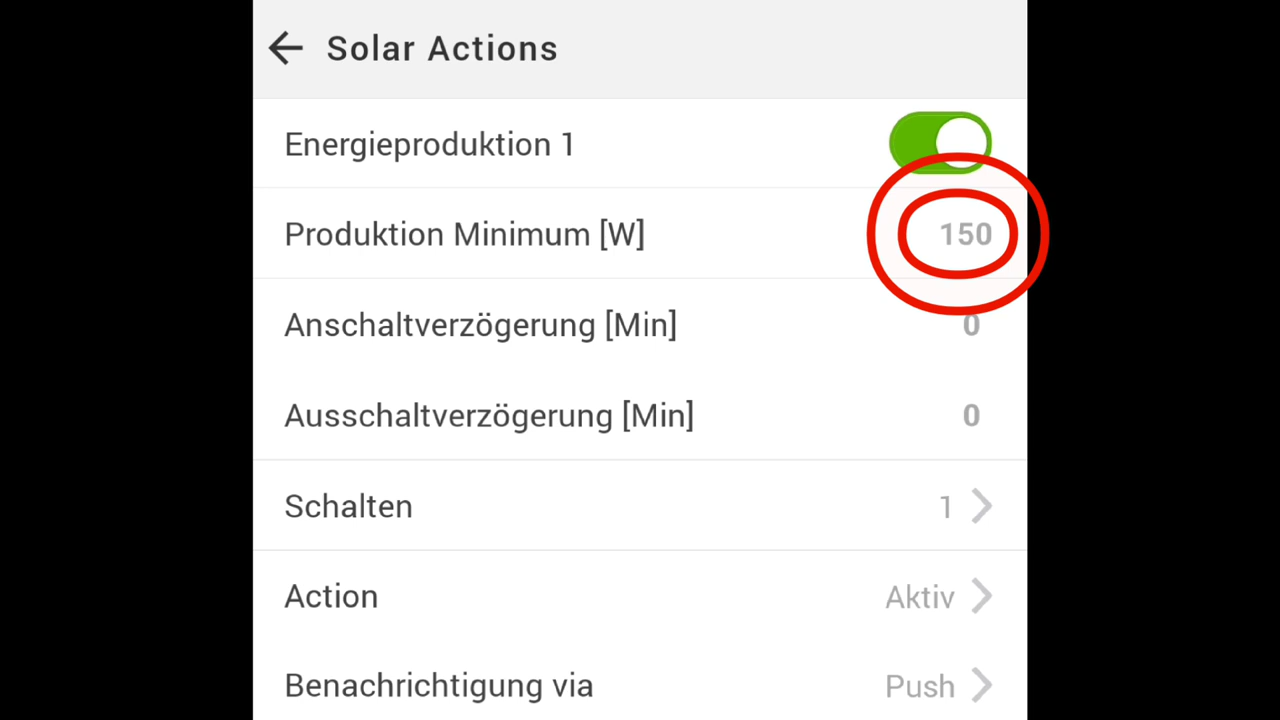 Solar Actions
Energieproduktion 1
Produktion Minimum [W] 150
Anschaltverzögerung [Min] 0
Ausschaltverzögerung [Min] 0
Schalten 1
Action Aktiv
Benachrichtigung via Push